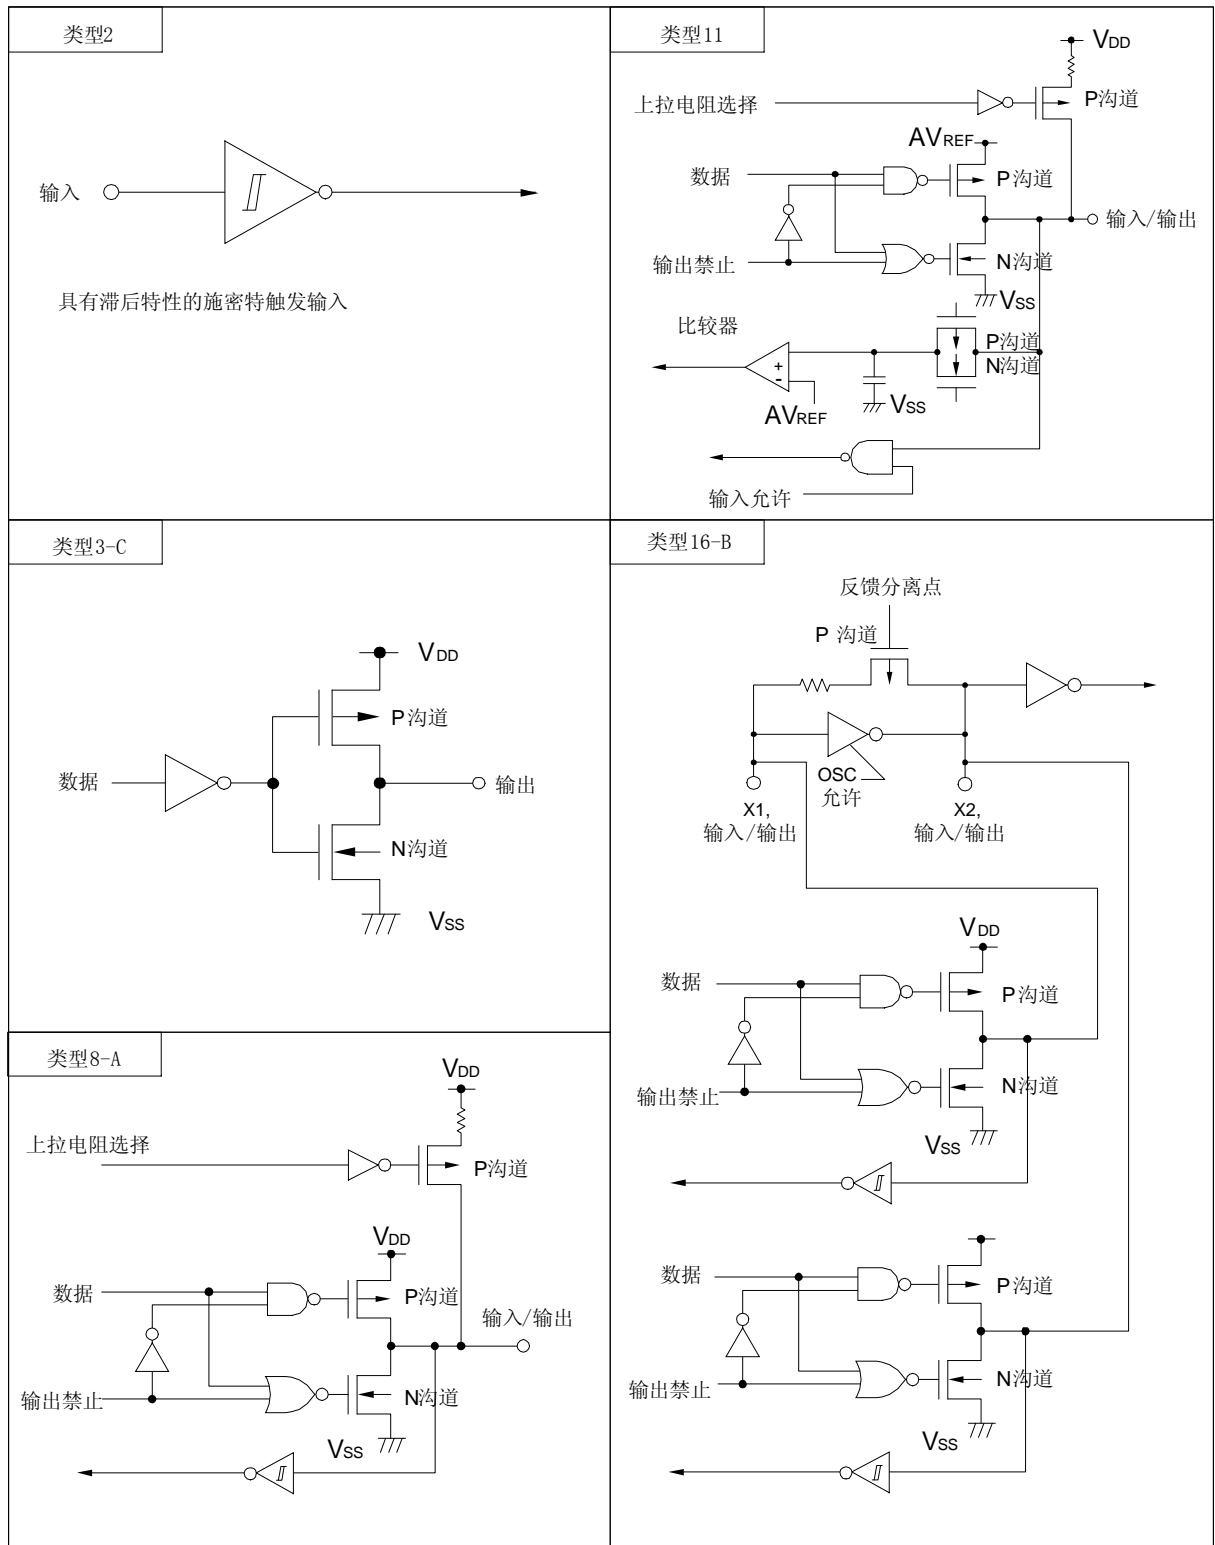 类型2
输入
具有滞后特性的施密特触发输入
类型11
VDD
上拉电阻选择
P沟道
AVREF
数据
P沟道
输入/输出
输出禁止
N沟道
VSS
比较器
P沟道
N沟道
+
-
AVREF
VSS
输入允许
类型3-C
VDD
P沟道
数据
输出
N沟道
VSS
类型8-A
VDD
上拉电阻选择
P沟道
VDD
数据
P沟道
输入/输出
输出禁止
N沟道
VSS
类型16-B
反馈分离点
P 沟道
OSC
允许
X1,
输入/输出
X2,
输入/输出
VDD
数据
P沟道
输出禁止
N沟道
VSS
数据
P沟道
输出禁止
N沟道
VSS